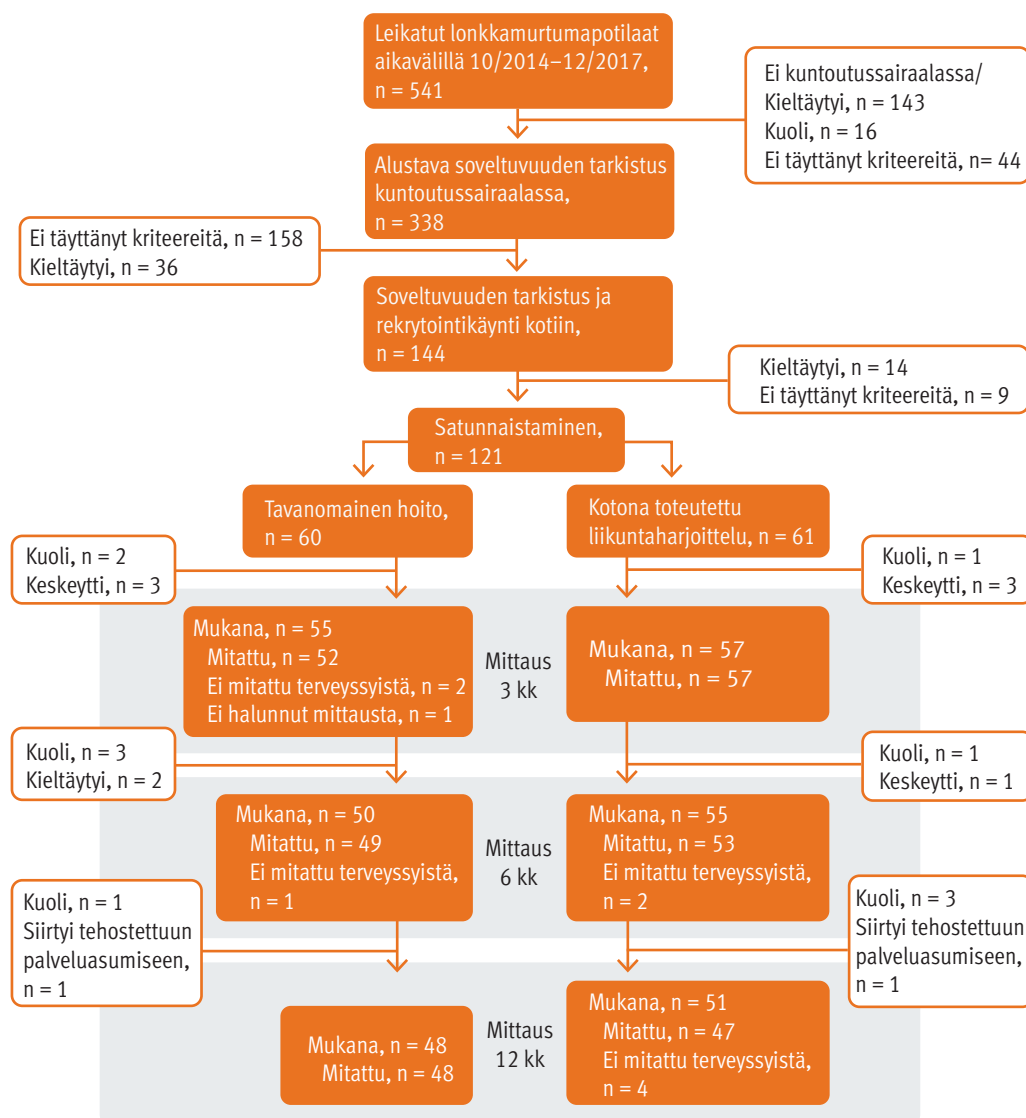 Leikatut lonkkamurtumapotilaat
aikavälillä 10/2014–12/2017,
n = 541
Ei kuntoutussairaalassa/
Kieltäytyi, n = 143
Kuoli, n = 16
Ei täyttänyt kriteereitä, n= 44
Alustava soveltuvuuden tarkistus
kuntoutussairaalassa,
n = 338
Ei täyttänyt kriteereitä, n = 158
Kieltäytyi, n = 36
Soveltuvuuden tarkistus ja
rekrytointikäynti kotiin,
n = 144
Kieltäytyi, n = 14
Ei täyttänyt kriteereitä, n = 9
Satunnaistaminen,
n = 121
Tavanomainen hoito,
n = 60
Kotona toteutettu
liikuntaharjoittelu, n = 61
Kuoli, n = 2
Keskeytti, n = 3
Kuoli, n = 1
Keskeytti, n = 3
Mukana, n = 55
Mitattu, n = 52
Ei mitattu terveyssyistä, n = 2
Ei halunnut mittausta, n = 1
Mittaus
3 kk
Mukana, n = 57
Mitattu, n = 57
Kuoli, n = 3
Kieltäytyi, n = 2
Kuoli, n = 1
Keskeytti, n = 1
Mukana, n = 50
Mitattu, n = 49
Ei mitattu terveyssyistä,
n = 1
Mittaus
6 kk
Mukana, n = 55
Mitattu, n = 53
Ei mitattu terveyssyistä,
n = 2
Kuoli, n = 1
Siirtyi tehostettuun
palveluasumiseen,
n = 1
Kuoli, n = 3
Siirtyi tehostettuun
palveluasumiseen,
n = 1
Mukana, n = 48
Mitattu, n = 48
Mittaus
12 kk
Mukana, n = 51
Mitattu, n = 47
Ei mitattu terveyssyistä,
n = 4